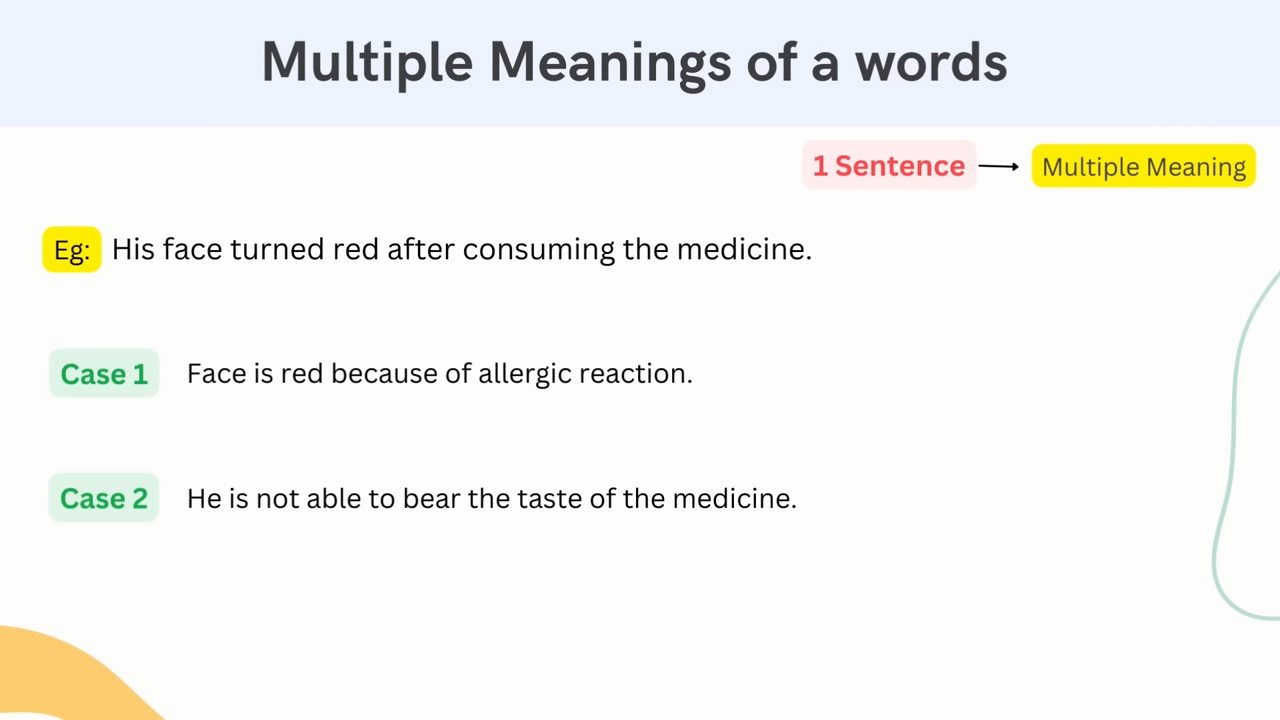 Multiple Meanings of a words
1 Sentence
Multiple Meaning
Eg: His face turned red after consuming the medicine.
Case 1 Face is red because of allergic reaction.
Case 2 He is not able to bear the taste of the medicine.